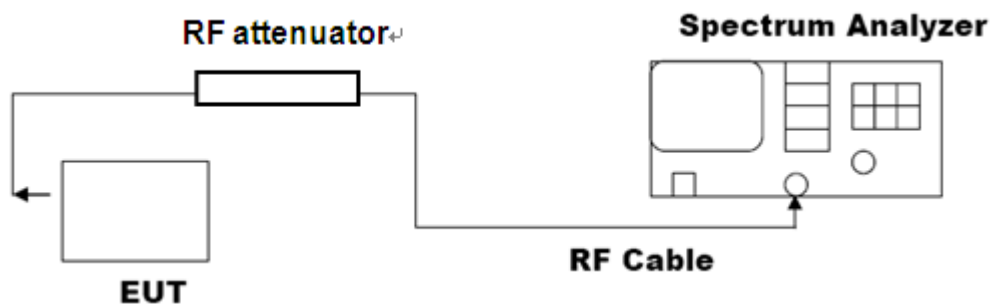 RF attenuator↵
Spectrum Analyzer
RF Cable
EUT